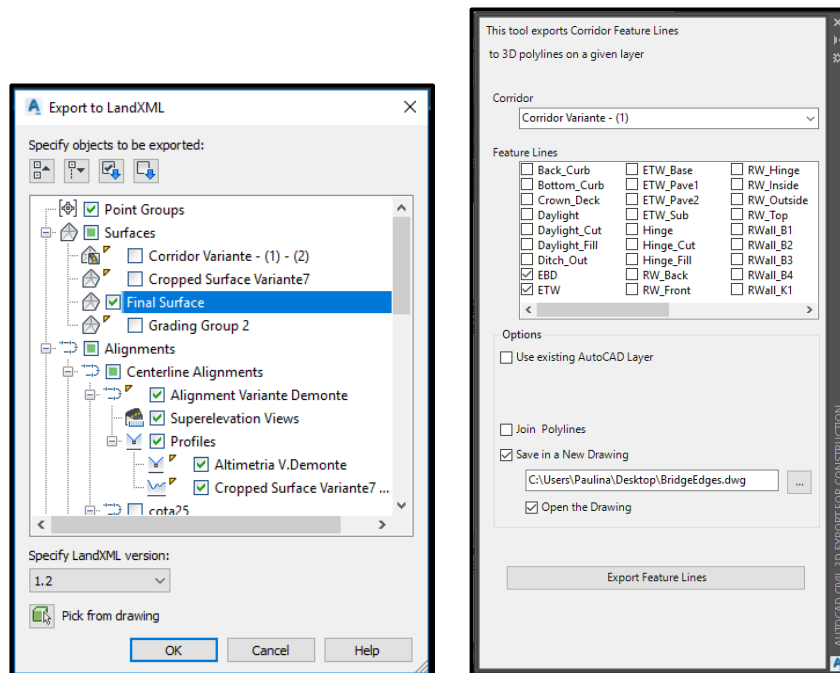 Export to LandXML
Specify objects to be exported:
Point Groups
Surfaces
Corridor Variante - (1) - (2)
Cropped Surface Variante7
Final Surface
Grading Group 2
Alignments
Centerline Alignments
Alignment Variante Demonte
Superelevation Views
Profiles
Altimetria V.Demonte
Cropped Surface Variante7 ...
cota25
Specify LandXML version:
1.2
Pick from drawing
OK Cancel Help
This tool exports Corridor Feature Lines
to 3D polylines on a given layer
Corridor
Corridor Variante - (1)
Feature Lines
Back_Curb ETW_Base RW_Hinge
Bottom_Curb ETW_Pave1 RW_Inside
Crown_Deck ETW_Pave2 RW_Outside
Daylight ETW_Sub RW_Top
Daylight_Cut Hinge RWall_B1
Daylight_Fill Hinge_Cut RWall_B2
Ditch_Out Hinge_Fill RWall_B3
EBD RW_Back RWall_B4
ETW RW_Front RWall_K1
Options
Use existing AutoCAD Layer
Join Polylines
Save in a New Drawing
C:\Users\Paulina\Desktop\BridgeEdges.dwg ...
Open the Drawing
Export Feature Lines
AUTOCAD CIVIL 3D EXPORT FOR CONSTRUCTION